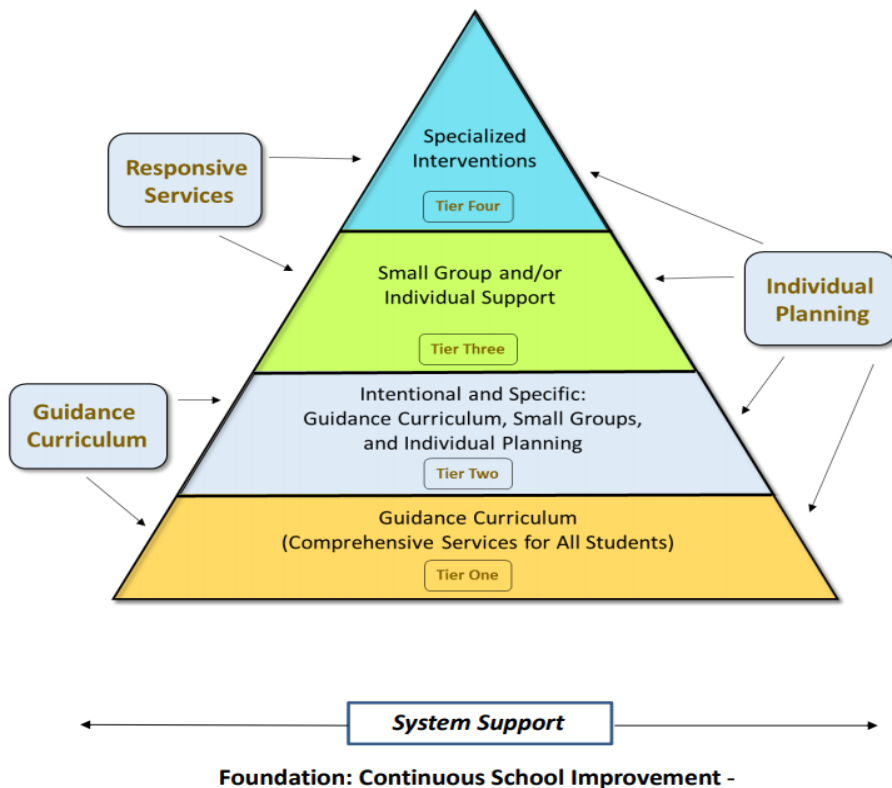 Specialized
Interventions
Tier Four
Responsive
Services
Small Group and/or
Individual Support
Tier Three
Individual
Planning
Guidance
Curriculum
Intentional and Specific:
Guidance Curriculum, Small Groups,
and Individual Planning
Tier Two
Guidance Curriculum
(Comprehensive Services for All Students)
Tier One
System Support
Foundation: Continuous School Improvement -